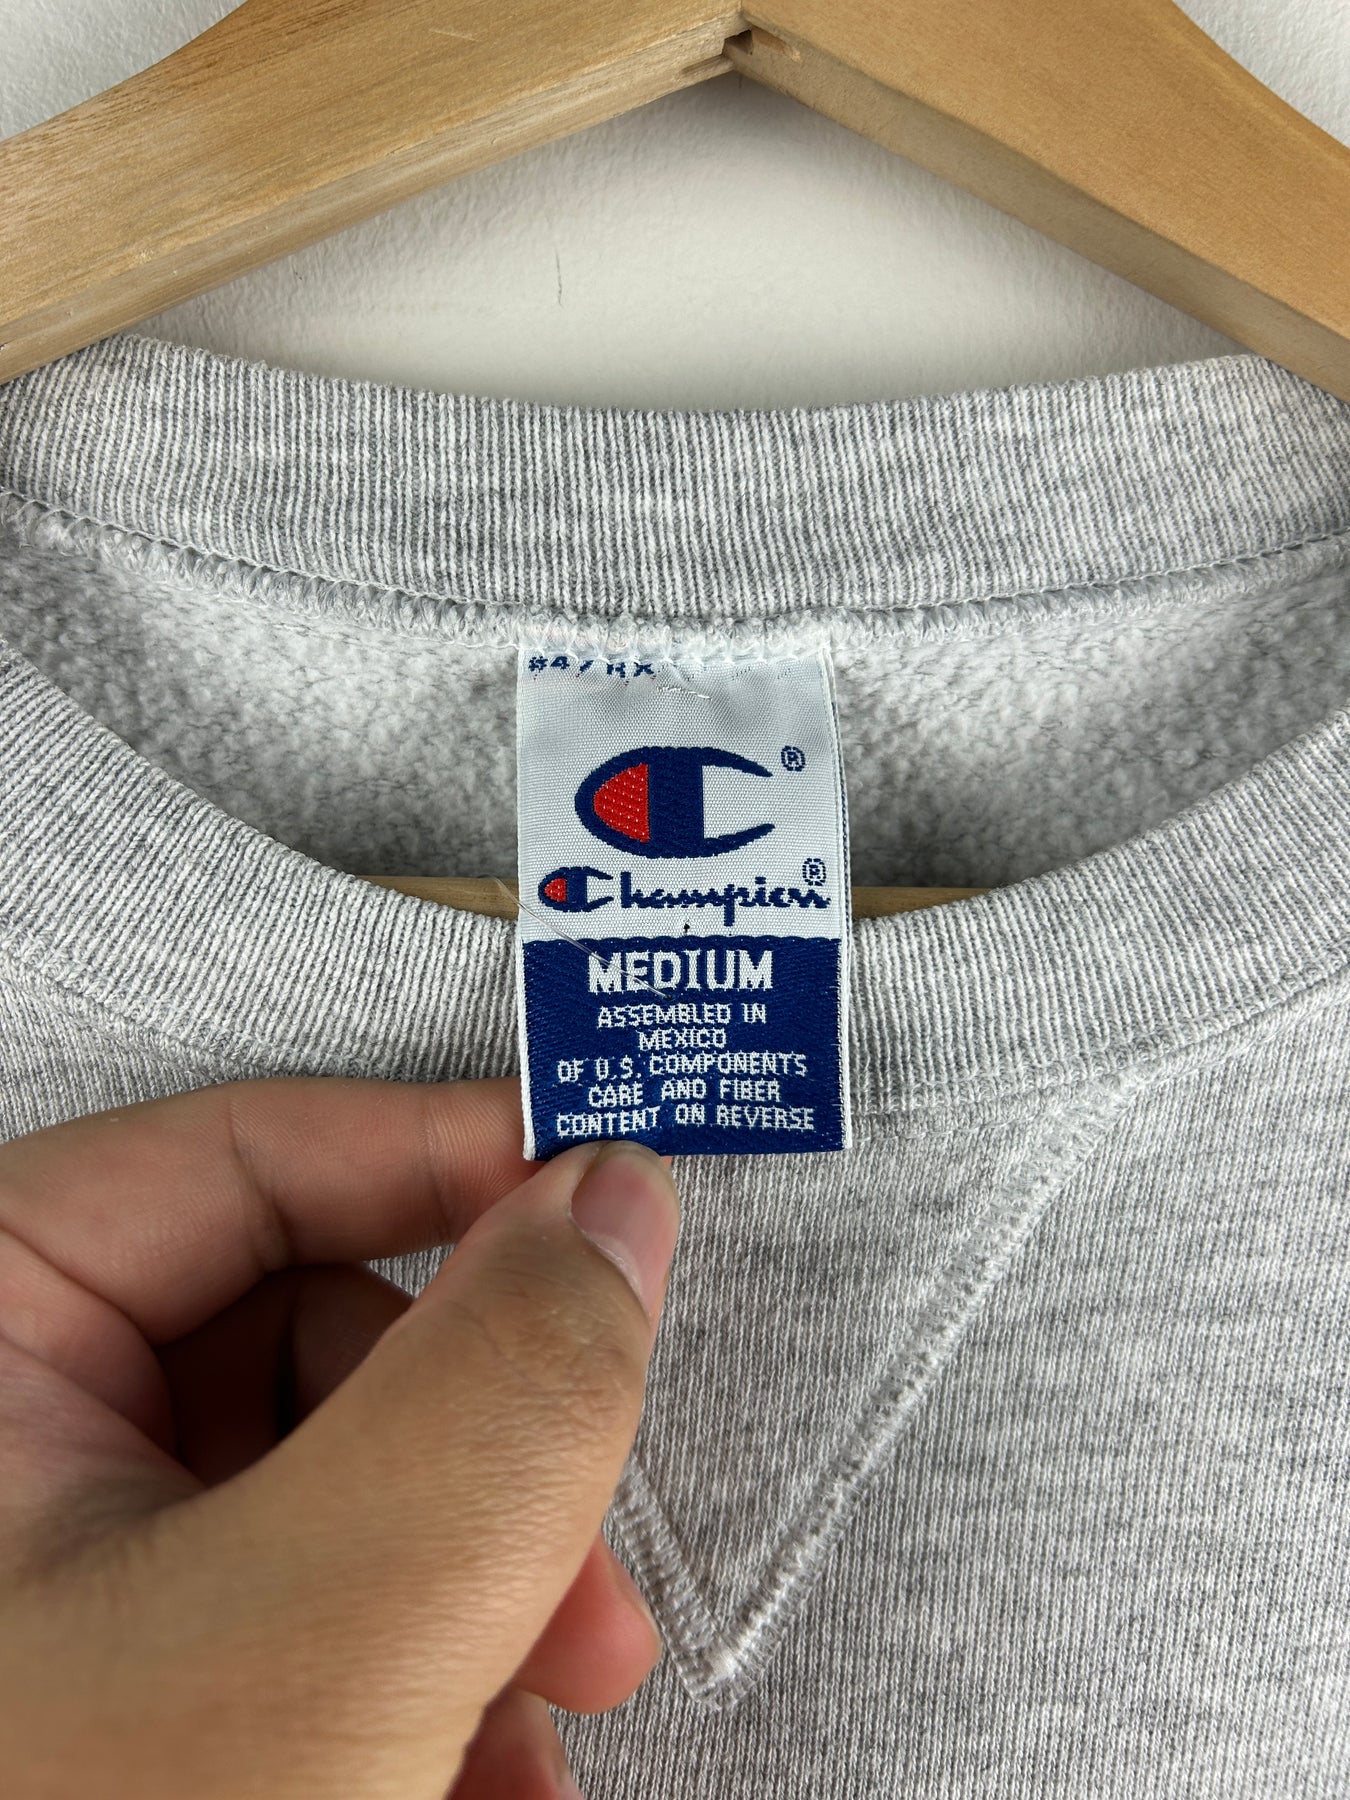 ®
Champion®
MEDIUM
ASSEMBLED IN
MEXICO
OF U.S. COMPONENTS
CARE AND FIBER
CONTENT ON REVERSE